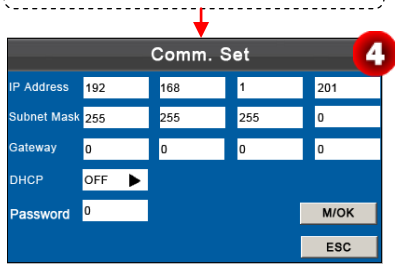 Comm. Set
4
IP Address 192 168 1 201
Subnet Mask 255 255 255 0
Gateway 0 0 0 0
DHCP OFF
Password 0
M/OK
ESC